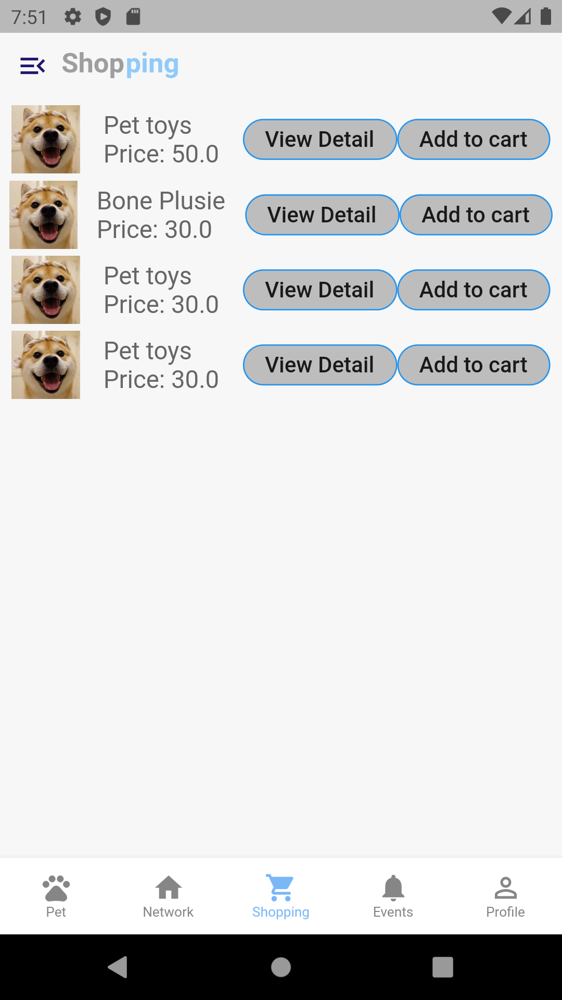 7:51
Shopping
Pet toys
Price: 50.0
View Detail
Add to cart
Bone Plusie
Price: 30.0
View Detail
Add to cart
Pet toys
Price: 30.0
View Detail
Add to cart
Pet toys
Price: 30.0
View Detail
Add to cart
Pet
Network
Shopping
Events
Profile